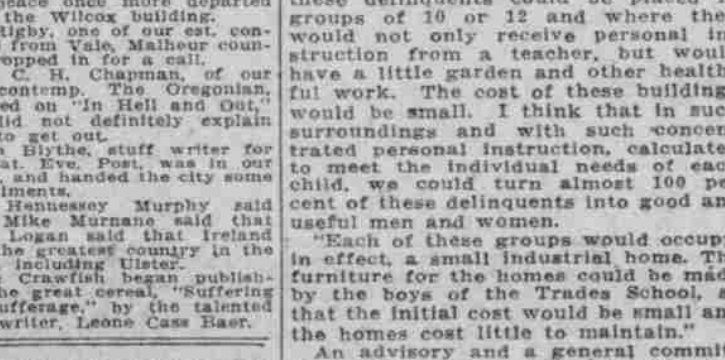 the Wilcox building.
Rigby, one of our est. con-
from Vale, Malheur coun-
opped in for a call.
C. H. Chapman, of our
contemp. The Oregonian,
ed on "In Hell and Out,"
did not definitely explain
to get out.
Blythe, stuff writer for
at. Eve. Post, was in our
, and handed the city some
liments.
Hennessey Murphy said
Mike Murnane said that
Logan said that Ireland
he greatest country in the
including Ulster.
Crawfish began publish-
he great cereal, "Suffering
ufferage," by the talented
writer, Leone Cass Baer.
groups of 10 or 12 and where the
would not only receive personal in
struction from a teacher, but woul
have a little garden and other health
ful work. The cost of these building
would be small. I think that in suc
surroundings and with such concen
trated personal instruction, calculate
to meet the individual needs of eac
child, we could turn almost 100 pe
cent of these delinquents into good an
useful men and women.
"Each of these groups would occup
in effect, a small industrial home. Th
furniture for the homes could be mad
by the boys of the Trades School, s
that the initial cost would be small an
the homes cost little to maintain."
An advisory and a general commit